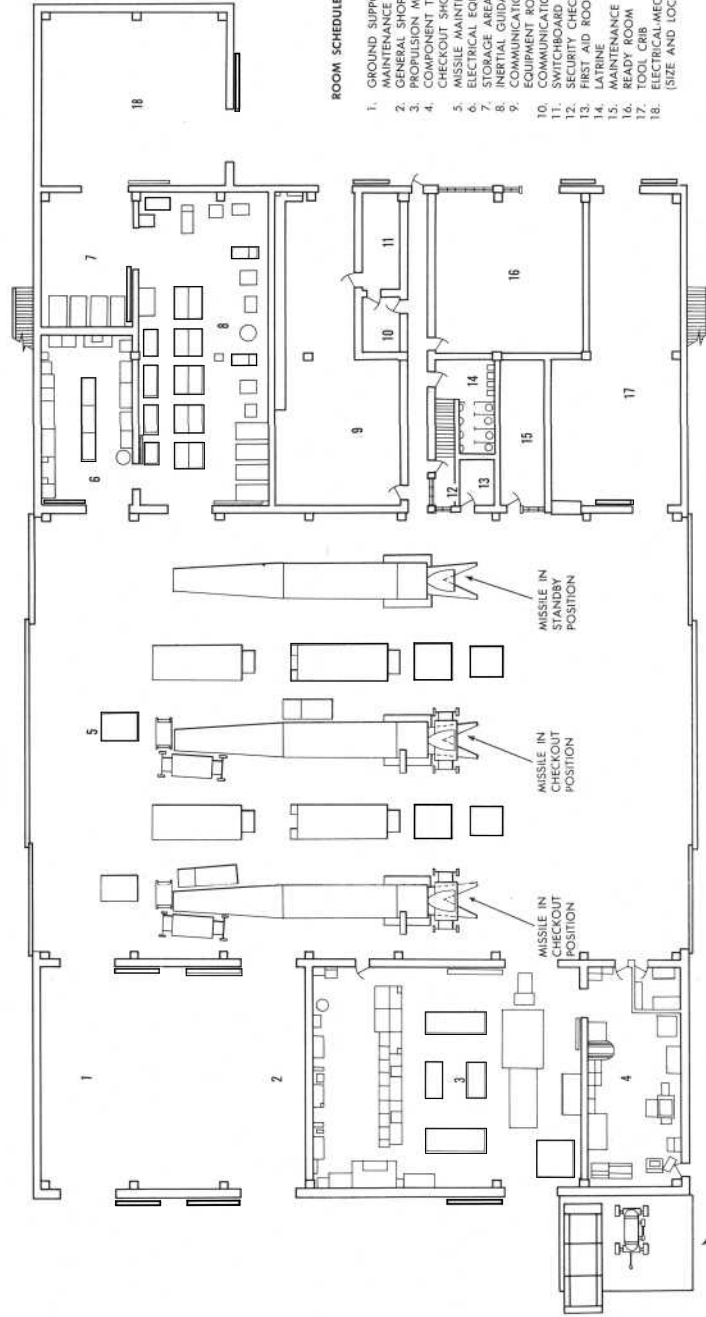 ROOM SCHEDULE
1. GROUND SUPP
MAINTENANCE
2. GENERAL SHOP
3. PROPULSION M
4. COMPONENT T
CHECKOUT SHO
5. MISSILE MAINTE
6. ELECTRICAL EQU
7. STORAGE AREA
8. INERTIAL GUIDA
9. COMMUNICATION
EQUIPMENT RO
10. COMMUNICATION
11. SWITCHBOARD
12. SECURITY CHEC
13. FIRST AID ROO
14. LATRINE
15. MAINTENANCE
16. READY ROOM
17. TOOL CRIB
18. ELECTRICAL-MEC
(SIZE AND LOC
1
2
3
4
5
6
7
8
9
10
11
12
13
14
15
16
17
18
MISSILE IN
CHECKOUT
POSITION
MISSILE IN
CHECKOUT
POSITION
MISSILE IN
STANDBY
POSITION